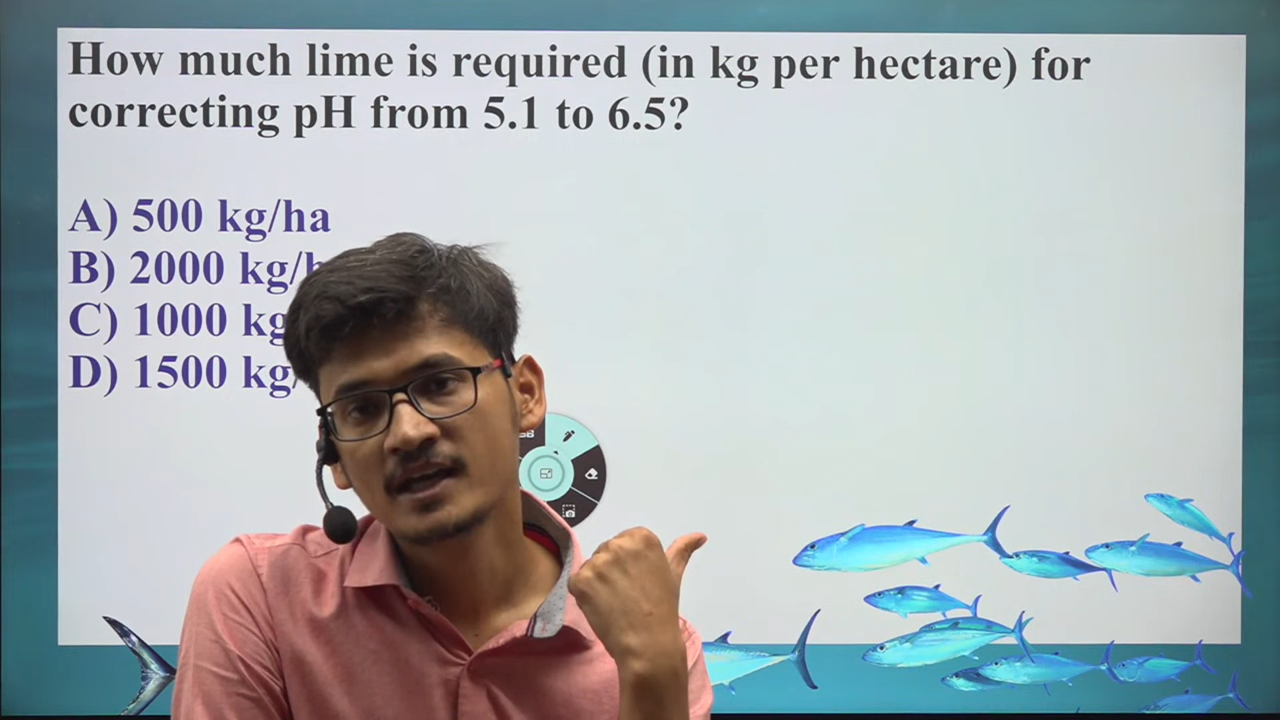 How much lime is required (in kg per hectare) for
correcting pH from 5.1 to 6.5?
A) 500 kg/ha
B) 2000 kg/h
C) 1000 kg
D) 1500 kg/